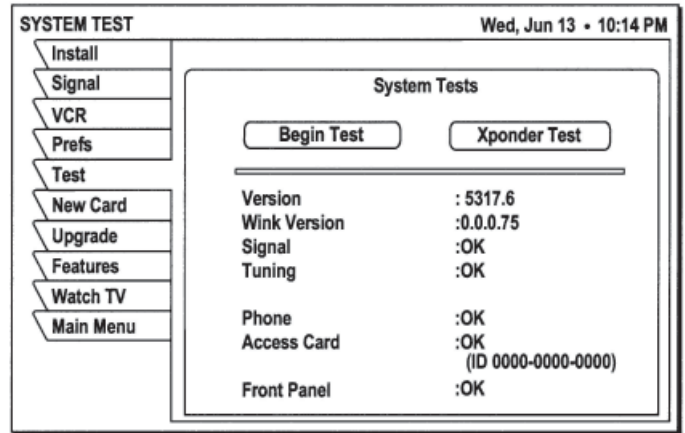 SYSTEM TEST
Wed, Jun 13 • 10:14 PM
Install
Signal
VCR
Prefs
Test
New Card
Upgrade
Features
Watch TV
Main Menu
System Tests
Begin Test
Xponder Test
Version : 5317.6
Wink Version :0.0.0.75
Signal :OK
Tuning :OK
Phone :OK
Access Card :OK
(ID 0000-0000-0000)
Front Panel :OK